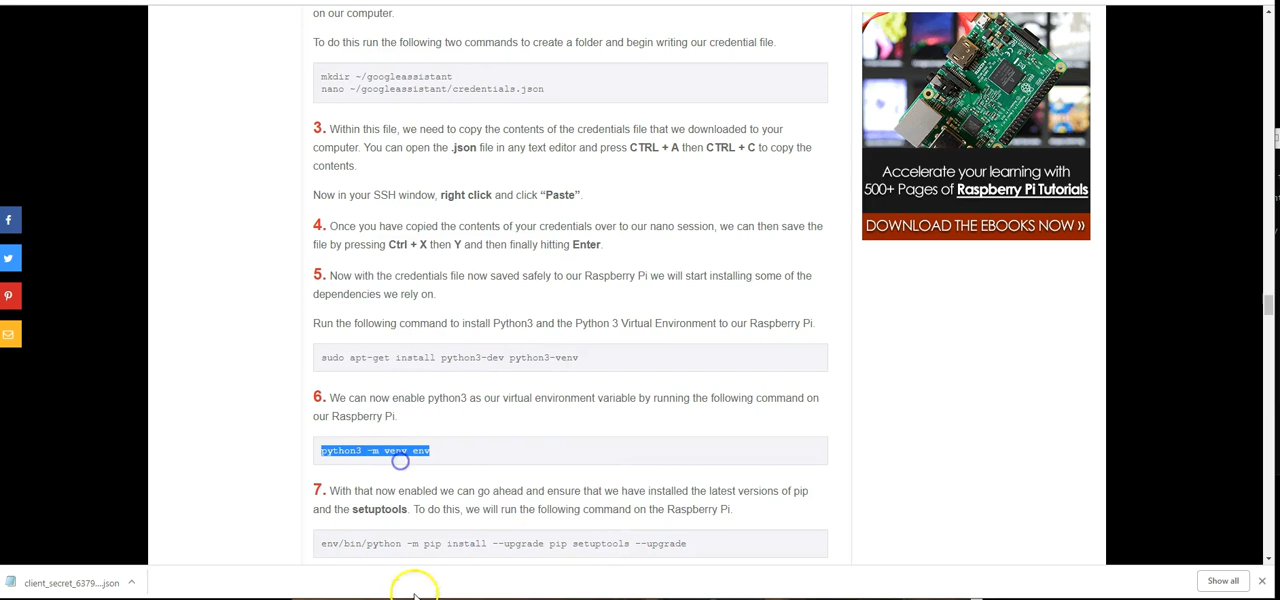 on our computer.
To do this run the following two commands to create a folder and begin writing our credential file.
mkdir ~/googleassistant
nano ~/googleassistant/credentials.json
3. Within this file, we need to copy the contents of the credentials file that we downloaded to your
computer. You can open the .json file in any text editor and press CTRL + A then CTRL + C to copy the
contents.
Now in your SSH window, right click and click “Paste”.
4. Once you have copied the contents of your credentials over to our nano session, we can then save the
file by pressing Ctrl + X then Y and then finally hitting Enter.
5. Now with the credentials file now saved safely to our Raspberry Pi we will start installing some of the
dependencies we rely on.
Run the following command to install Python3 and the Python 3 Virtual Environment to our Raspberry Pi.
sudo apt-get install python3-dev python3-venv
6. We can now enable python3 as our virtual environment variable by running the following command on
our Raspberry Pi.
python3 -m venv env
7. With that now enabled we can go ahead and ensure that we have installed the latest versions of pip
and the setuptools. To do this, we will run the following command on the Raspberry Pi.
env/bin/python -m pip install --upgrade pip setuptools --upgrade
Accelerate your learning with
500+ Pages of Raspberry Pi Tutorials
DOWNLOAD THE EBOOKS NOW »
client_secret_6379....json
Show all